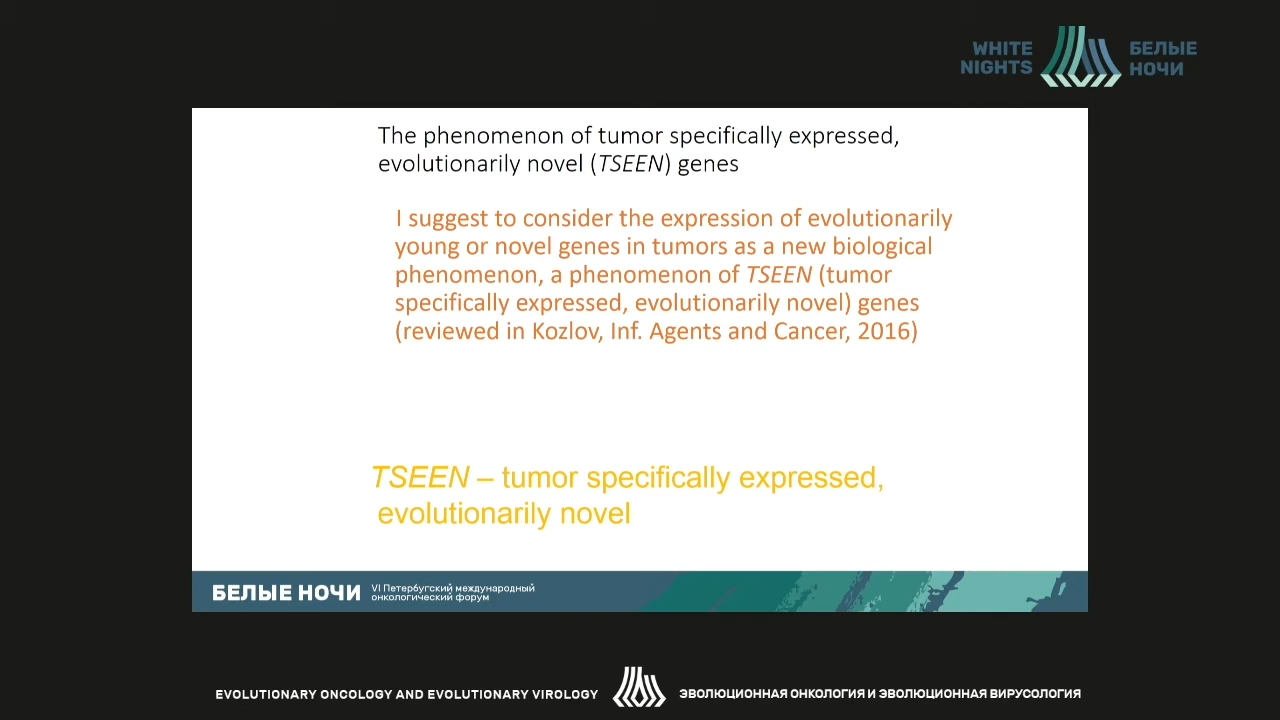 WHITE
NIGHTS
БЕЛЫЕ
НОЧИ
The phenomenon of tumor specifically expressed,
evolutionarily novel (TSEEN) genes
I suggest to consider the expression of evolutionarily
young or novel genes in tumors as a new biological
phenomenon, a phenomenon of TSEEN (tumor
specifically expressed, evolutionarily novel) genes
(reviewed in Kozlov, Inf. Agents and Cancer, 2016)
TSEEN – tumor specifically expressed,
evolutionarily novel
БЕЛЫЕ НОЧИ
VI Петербугский международный
онкологический форум
EVOLUTIONARY ONCOLOGY AND EVOLUTIONARY VIROLOGY
ЭВОЛЮЦИОННАЯ ОНКОЛОГИЯ И ЭВОЛЮЦИОННАЯ ВИРУСОЛОГИЯ